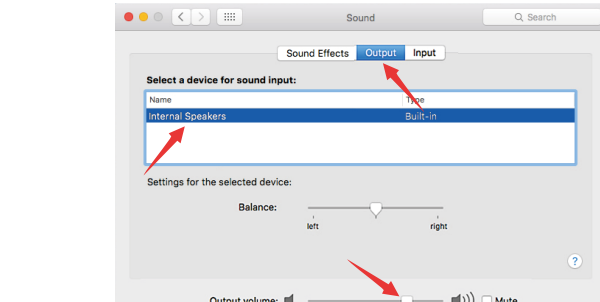 Sound
Search
Sound Effects Output Input
Select a device for sound input:
Name Type
Internal Speakers Built-in
Settings for the selected device:
Balance:
left right
?
Output volume: Mute